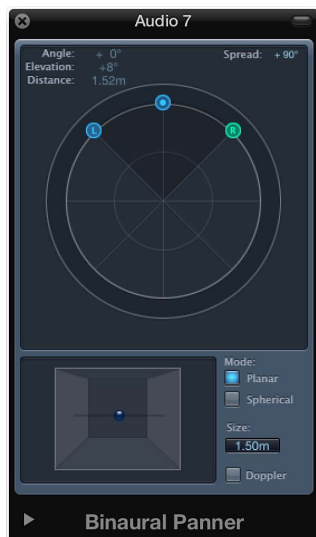 Audio 7
Angle: + 0° Spread: + 90°
Elevation: +8°
Distance: 1.52m
L R
Mode:
Planar
Spherical
Size:
1.50m
Doppler
Binaural Panner